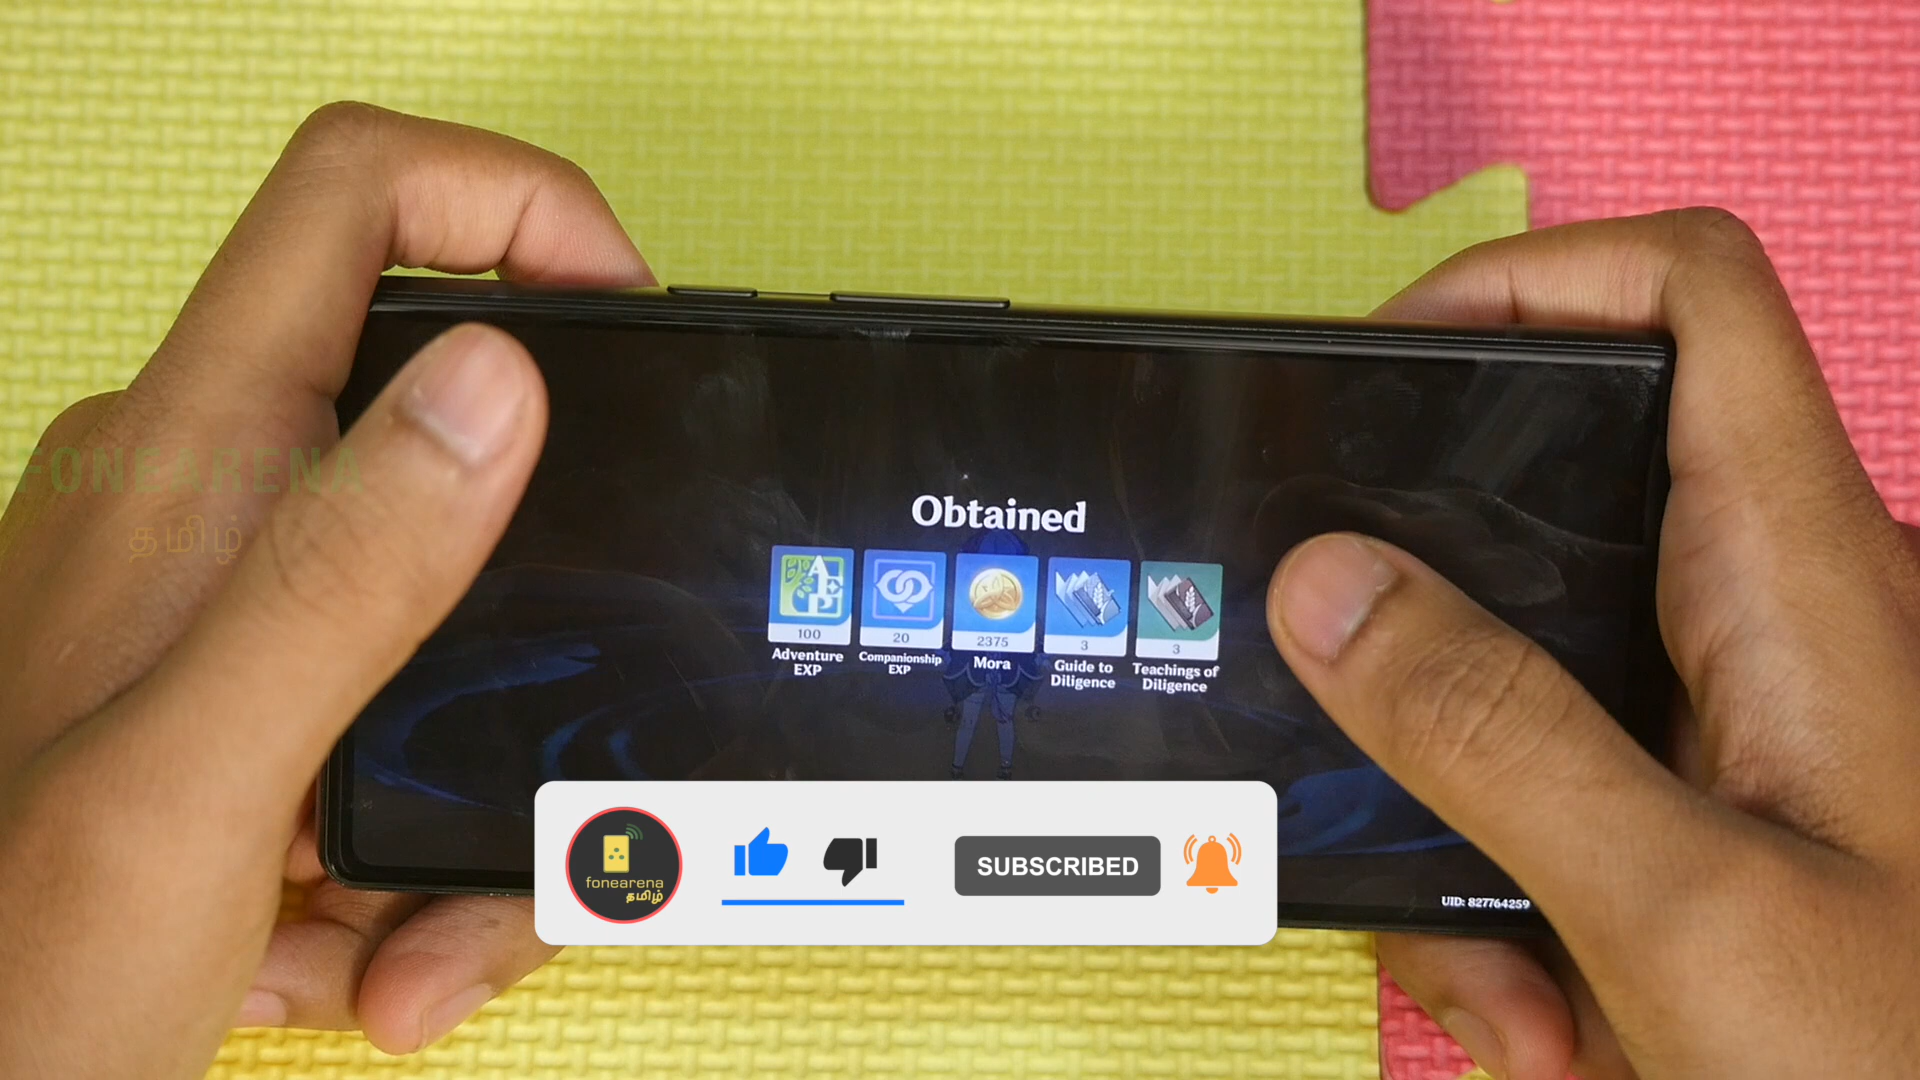 FONEARENA
தமிழ்
Obtained
AEP
100
20
2375
3
3
Adventure
EXP
Companionship
EXP
Mora
Guide to
Diligence
Teachings of
Diligence
fonearena
தமிழ்
SUBSCRIBED
UID: 827764259